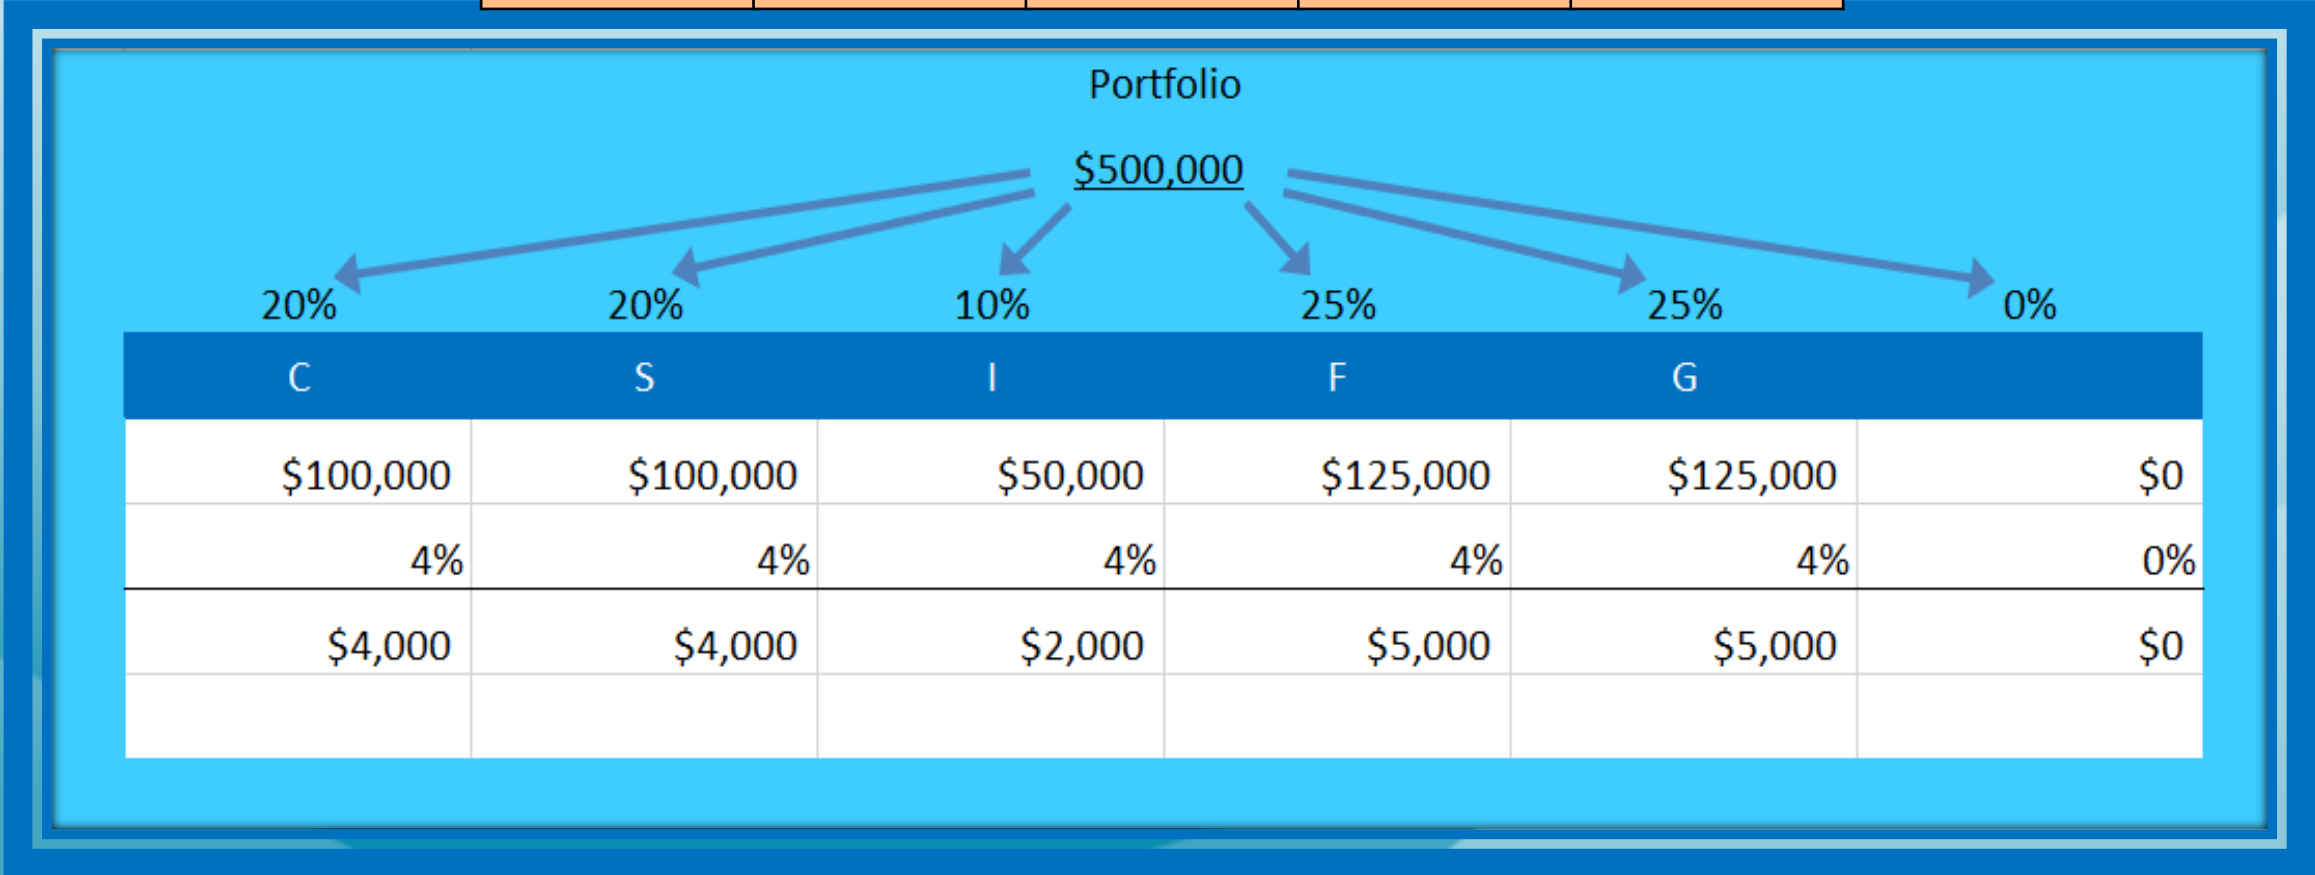 Portfolio
$500,000
20% 20% 10% 25% 25% 0%
C S I F G
$100,000 $100,000 $50,000 $125,000 $125,000 $0
4% 4% 4% 4% 4% 0%
$4,000 $4,000 $2,000 $5,000 $5,000 $0